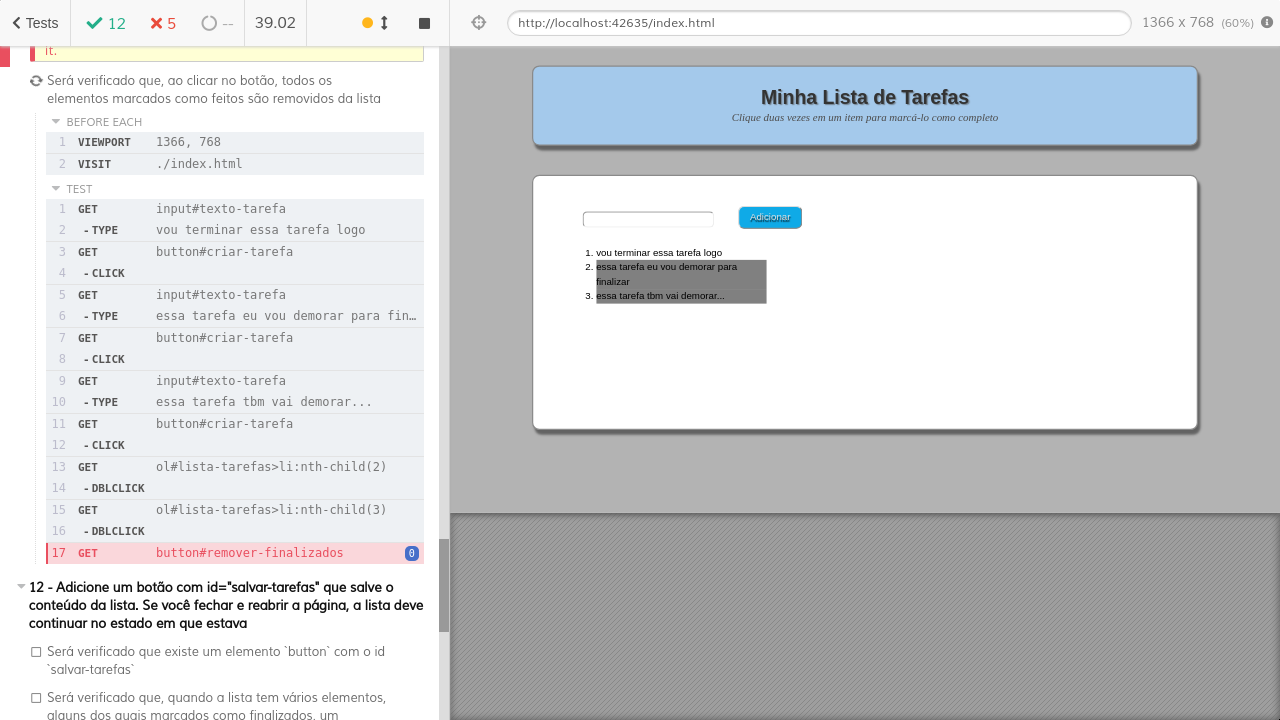 Tests
12
5
--
39.02
http://localhost:42635/index.html
1366 x 768 (60%)
it.
Será verificado que, ao clicar no botão, todos os
elementos marcados como feitos são removidos da lista
BEFORE EACH
1 VIEWPORT 1366, 768
2 VISIT ./index.html
TEST
1 GET input#texto-tarefa
2 -TYPE vou terminar essa tarefa logo
3 GET button#criar-tarefa
4 -CLICK
5 GET input#texto-tarefa
6 -TYPE essa tarefa eu vou demorar para fin…
7 GET button#criar-tarefa
8 -CLICK
9 GET input#texto-tarefa
10 -TYPE essa tarefa tbm vai demorar...
11 GET button#criar-tarefa
12 -CLICK
13 GET ol#lista-tarefas>li:nth-child(2)
14 -DBLCLICK
15 GET ol#lista-tarefas>li:nth-child(3)
16 -DBLCLICK
17 GET button#remover-finalizados 0
12 - Adicione um botão com id="salvar-tarefas" que salve o
conteúdo da lista. Se você fechar e reabrir a página, a lista deve
continuar no estado em que estava
Será verificado que existe um elemento `button` com o id
`salvar-tarefas`
Será verificado que, quando a lista tem vários elementos,
alguns dos quais marcados como finalizados, um
Minha Lista de Tarefas
Clique duas vezes em um item para marcá-lo como completo
Adicionar
1. vou terminar essa tarefa logo
2. essa tarefa eu vou demorar para
finalizar
3. essa tarefa tbm vai demorar...